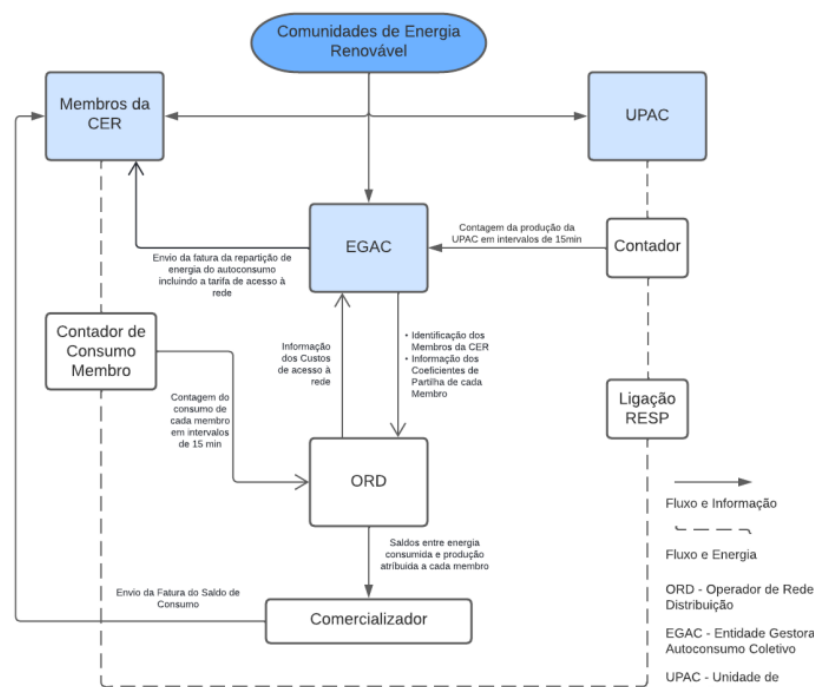 Comunidades de Energia
Renovável
Membros da
CER
UPAC
EGAC
Contagem da produção da
UPAC em intervalos de 15min
Contador
Envio da fatura da repartição de
energia do autoconsumo
incluindo a tarifa de acesso à
rede
Contador de
Consumo
Membro
Informação
dos Custos
de acesso à
rede
• Identificação dos
Membros da CER
• Informação dos
Coeficientes de
Partilha de cada
Membro
Ligação
RESP
Contagem do
consumo de
cada membro
em intervalos
de 15 min
ORD
Fluxo e Informação
Saldos entre energia
consumida e produção
atribuida a cada membro
Fluxo e Energia
Envio da Fatura do Saldo de
Consumo
Comercializador
ORD - Operador de Rede
Distribuição
EGAC - Entidade Gestora
Autoconsumo Coletivo
UPAC - Unidade de